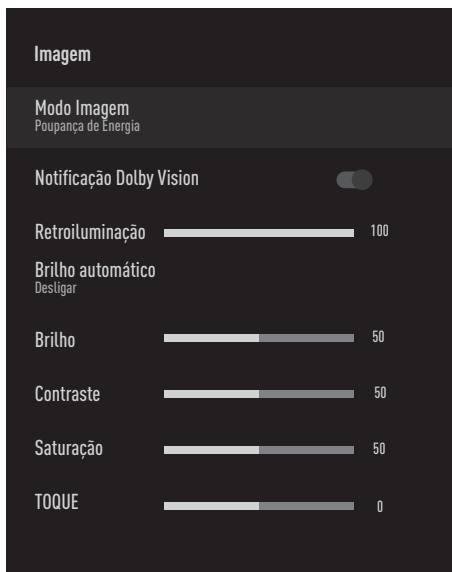 Imagem
Modo Imagem
Poupança de Energia
Notificação Dolby Vision
Retroiluminação 100
Brilho automático
Desligar
Brilho 50
Contraste 50
Saturação 50
TOQUE 0